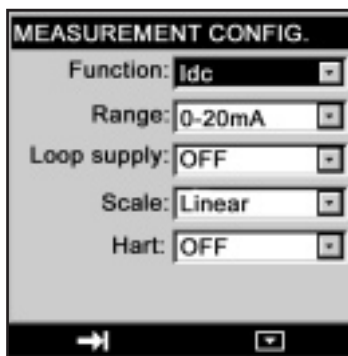 MEASUREMENT CONFIG.
Function: Idc
Range: 0-20mA
Loop supply: OFF
Scale: Linear
Hart: OFF